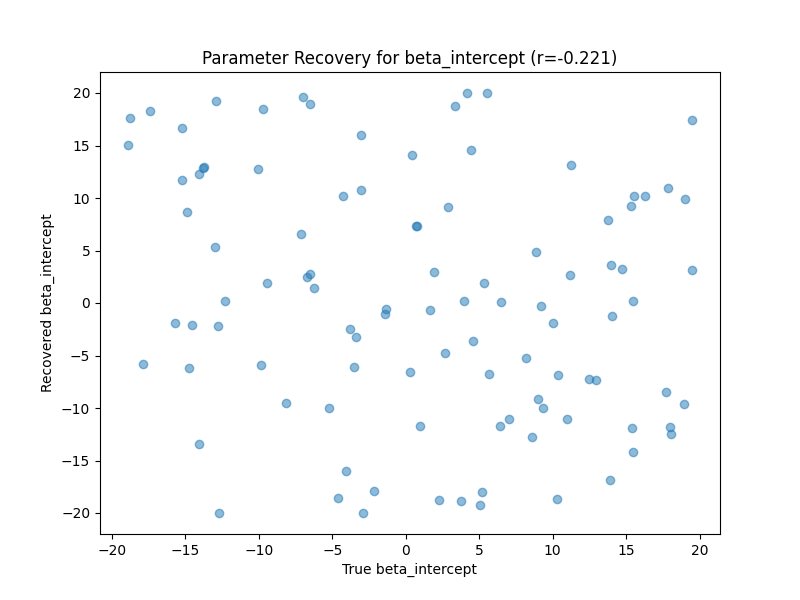 Parameter Recovery for beta_intercept (r=-0.221)
Recovered beta_intercept
20
15
10
5
0
−5
−10
−15
−20
−20 −15 −10 −5 0 5 10 15 20
True beta_intercept